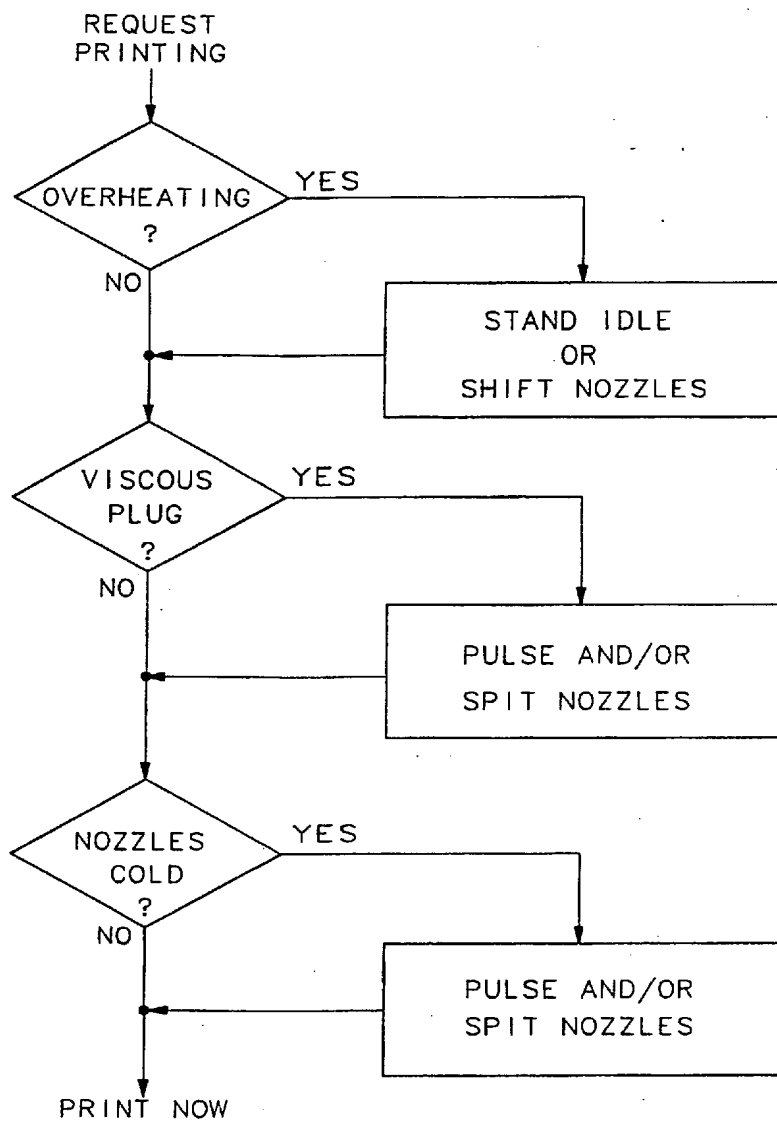 REQUEST
PRINTING
OVERHEATING
?
YES
NO
STAND IDLE
OR
SHIFT NOZZLES
VISCOUS
PLUG
?
YES
NO
PULSE AND/OR
SPIT NOZZLES
NOZZLES
COLD
?
YES
NO
PULSE AND/OR
SPIT NOZZLES
PRINT NOW